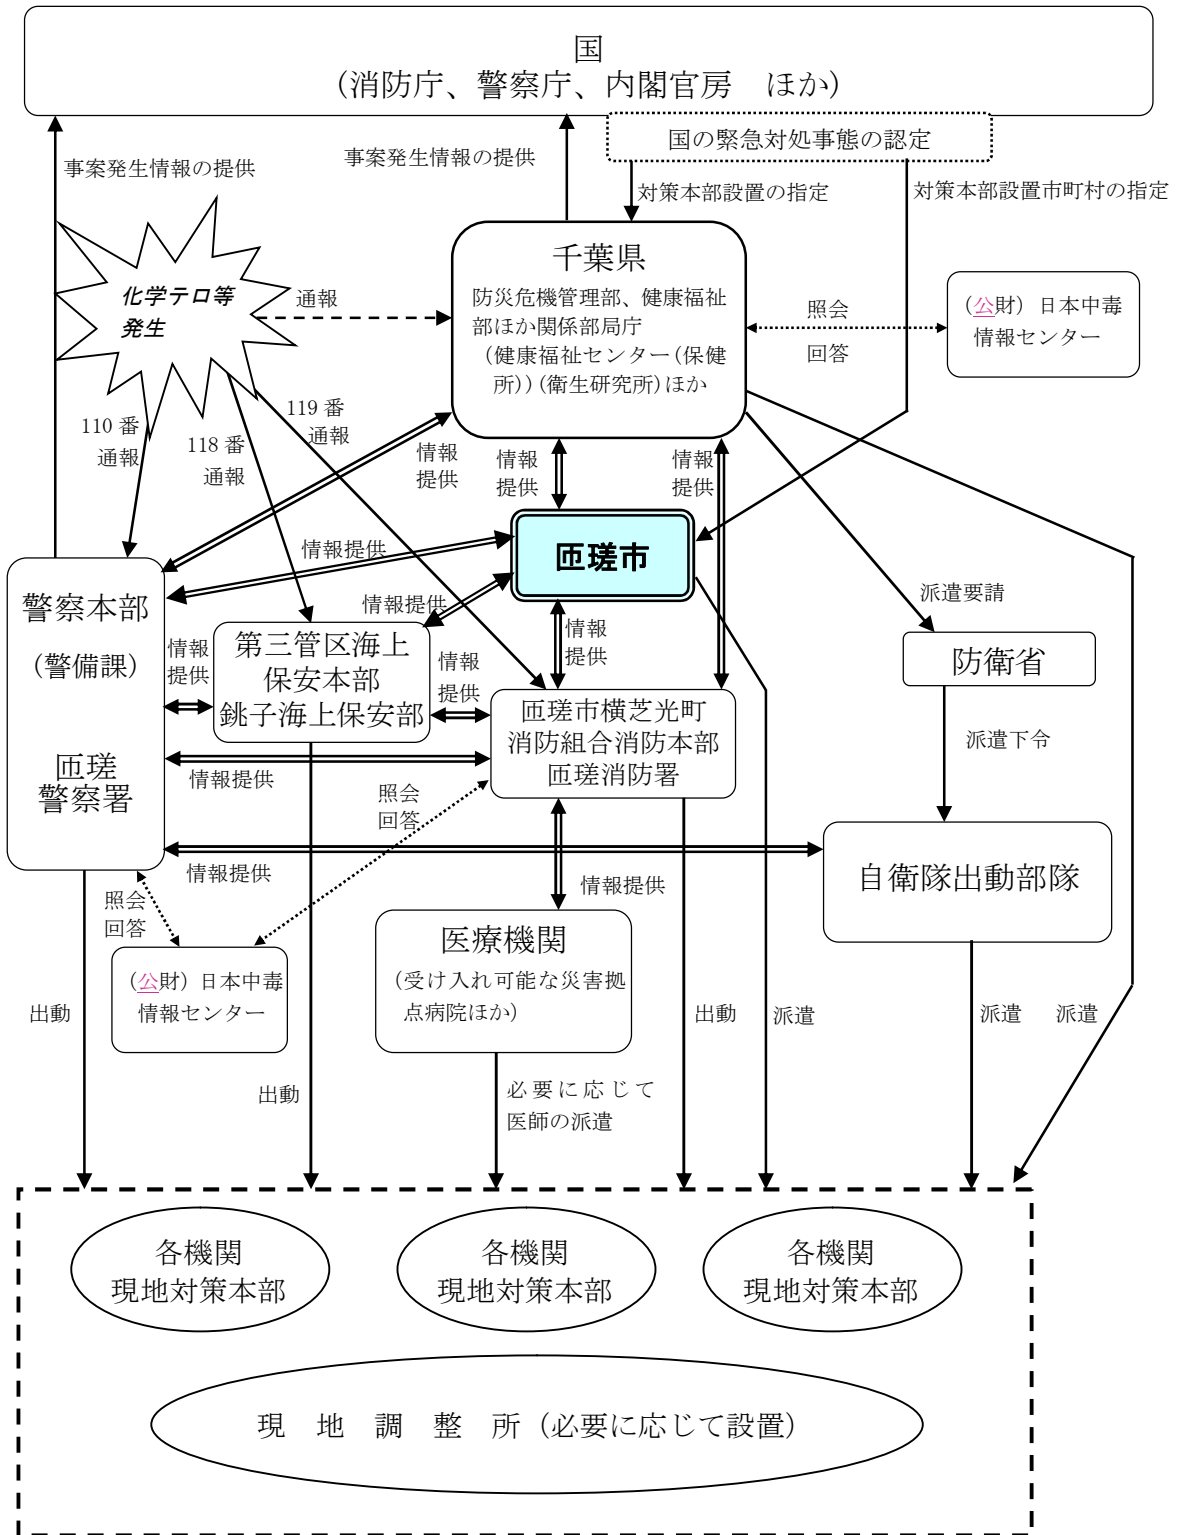 国
(消防庁、警察庁、内閣官房　ほか)
国の緊急対処事態の認定
事案発生情報の提供
事案発生情報の提供
対策本部設置の指定
対策本部設置市町村の指定
化学テロ等
発生
通報
千葉県
防災危機管理部、健康福祉
部ほか関係部局庁
(健康福祉センター(保健
所))(衛生研究所)ほか
照会
回答
(公財) 日本中毒
情報センター
110 番
通報
118 番
通報
119 番
通報
情報
提供
情報
提供
情報
提供
匝瑳市
情報提供
情報提供
情報
提供
派遣要請
警察本部
(警備課)
匝瑳
警察署
情報
提供
第三管区海上
保安本部
銚子海上保安部
情報
提供
匝瑳市横芝光町
消防組合消防本部
匝瑳消防署
防衛省
派遣下令
情報提供
照会
回答
情報提供
自衛隊出動部隊
照会
回答
(公財) 日本中毒
情報センター
情報提供
医療機関
(受け入れ可能な災害拠
点病院ほか)
出動
出動
必要に応じて
医師の派遣
出動
派遣
派遣
派遣
各機関
現地対策本部
各機関
現地対策本部
各機関
現地対策本部
現　地　調　整　所 (必要に応じて設置)